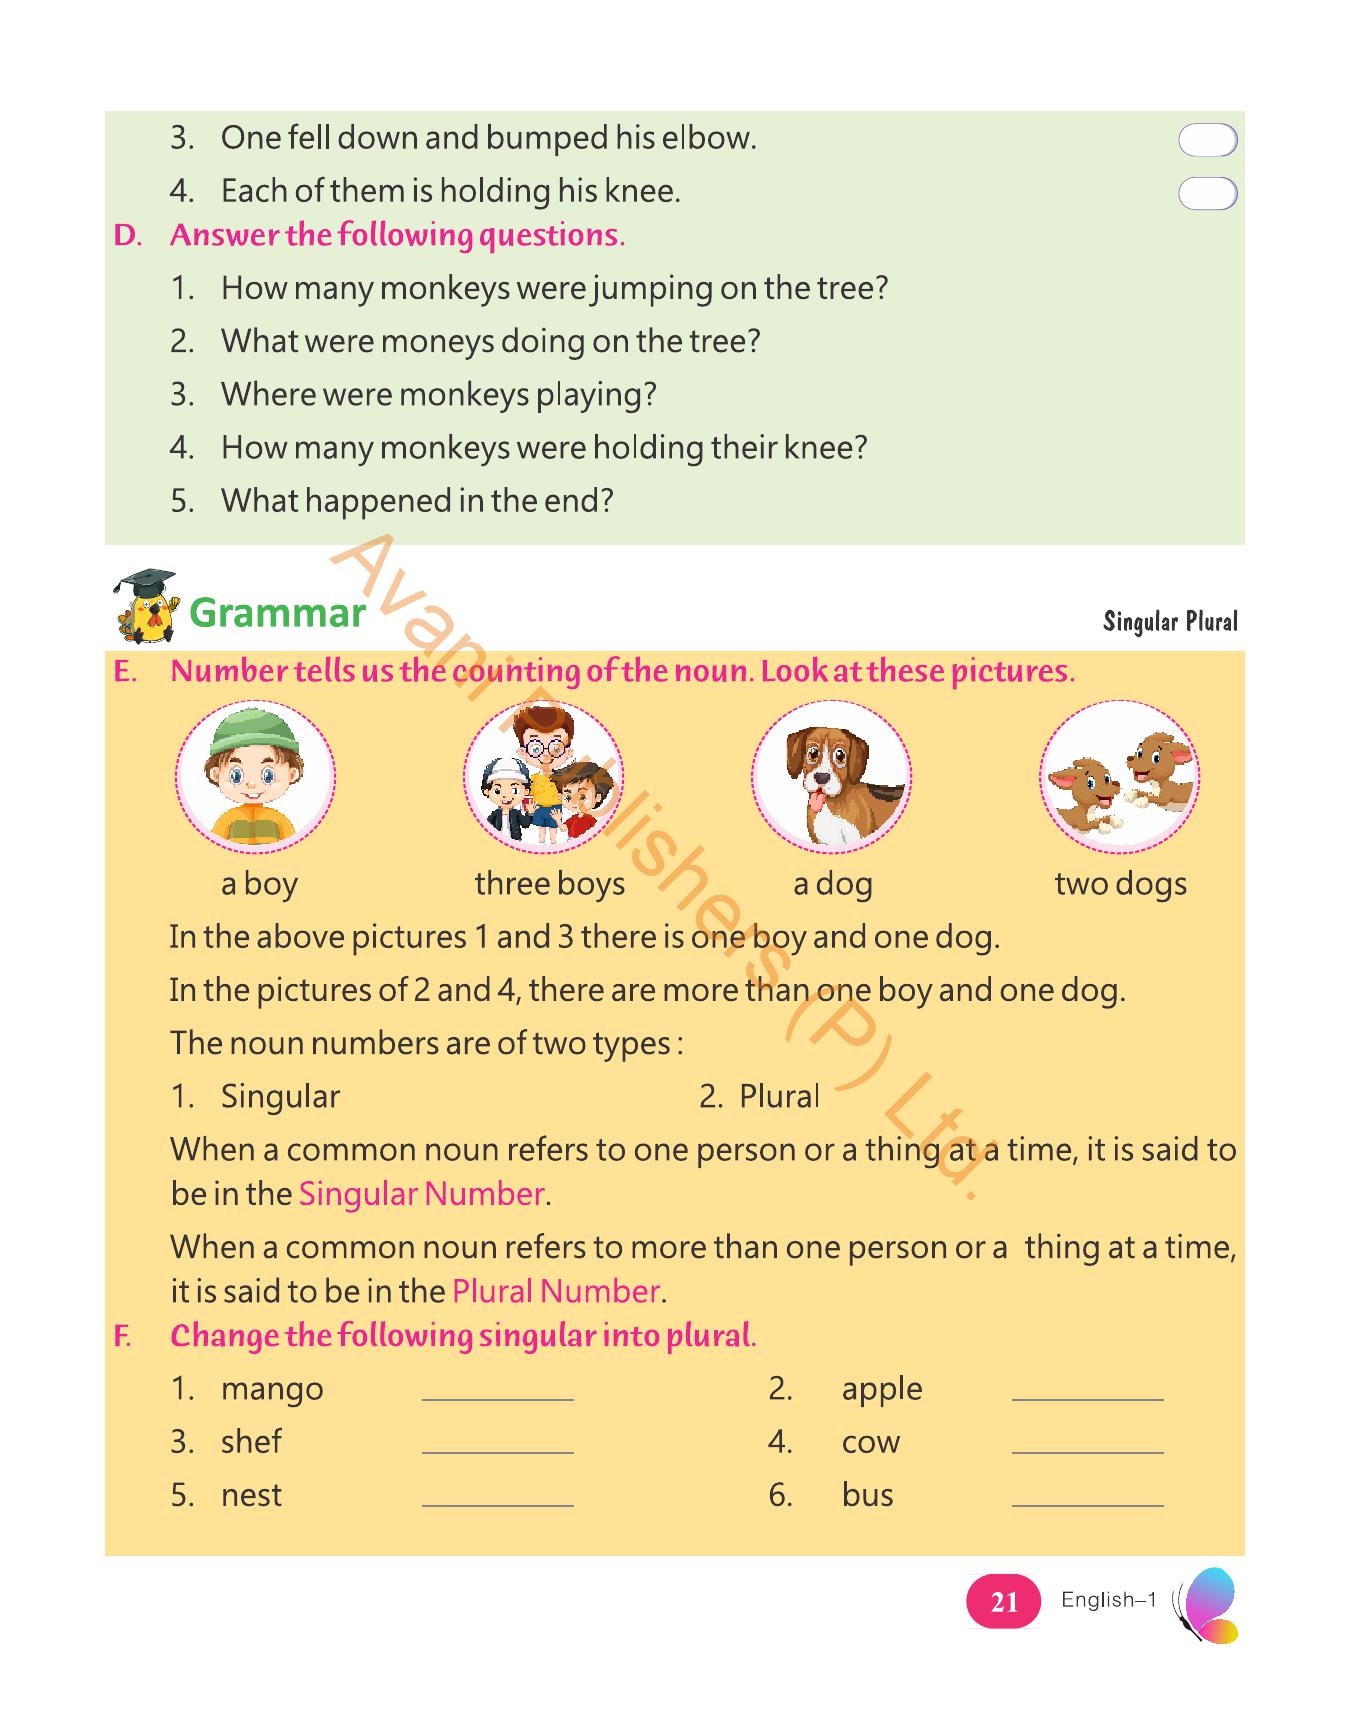 3. One fell down and bumped his elbow.
4. Each of them is holding his knee.
D. Answer the following questions.
1. How many monkeys were jumping on the tree?
2. What were moneys doing on the tree?
3. Where were monkeys playing?
4. How many monkeys were holding their knee?
5. What happened in the end?
Grammar
Singular Plural
E. Number tells us the counting of the noun. Look at these pictures.
a boy three boys a dog two dogs
In the above pictures 1 and 3 there is one boy and one dog.
In the pictures of 2 and 4, there are more than one boy and one dog.
The noun numbers are of two types :
1. Singular 2. Plural
When a common noun refers to one person or a thing at a time, it is said to
be in the Singular Number.
When a common noun refers to more than one person or a thing at a time,
it is said to be in the Plural Number.
F. Change the following singular into plural.
1. mango 2. apple
3. shef 4. cow
5. nest 6. bus
21 English–1
Avani Publishers (P) Ltd.